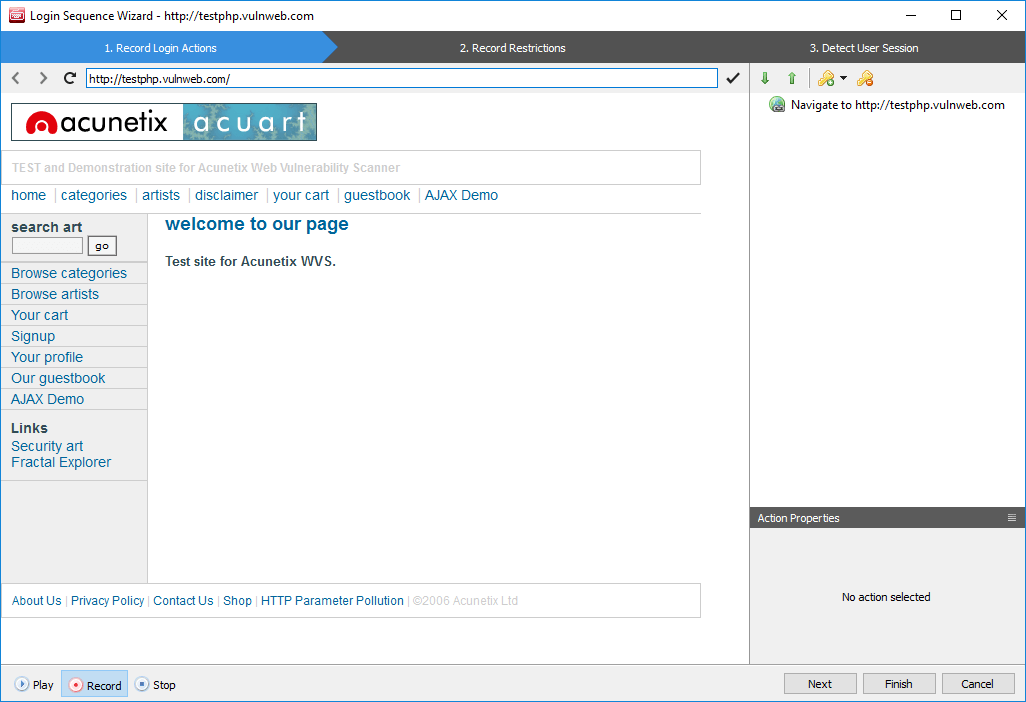 Login Sequence Wizard - http://testphp.vulnweb.com
1. Record Login Actions 2. Record Restrictions 3. Detect User Session
http://testphp.vulnweb.com/
Navigate to http://testphp.vulnweb.com
acunetix acuart
TEST and Demonstration site for Acunetix Web Vulnerability Scanner
home | categories | artists | disclaimer | your cart | guestbook | AJAX Demo
search art
go
Browse categories
Browse artists
Your cart
Signup
Your profile
Our guestbook
AJAX Demo
Links
Security art
Fractal Explorer
welcome to our page
Test site for Acunetix WVS.
About Us | Privacy Policy | Contact Us | Shop | HTTP Parameter Pollution | ©2006 Acunetix Ltd
Action Properties
No action selected
Play Record Stop
Next Finish Cancel